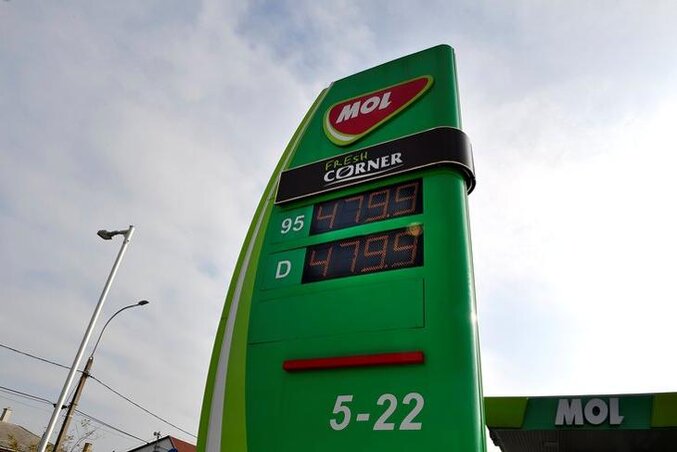 MOL
FRESH
CORNER
95 479.9
D 479.9
5-22
MOL